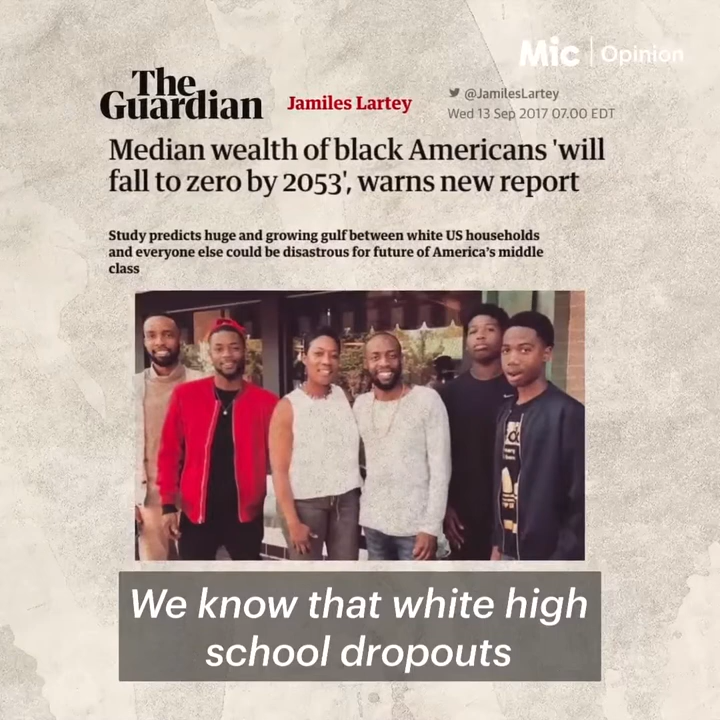 Mic | Opinion
The
Guardian
Jamiles Lartey
@JamilesLartey
Wed 13 Sep 2017 07.00 EDT
Median wealth of black Americans 'will
fall to zero by 2053', warns new report
Study predicts huge and growing gulf between white US households
and everyone else could be disastrous for future of America's middle
class
We know that white high
school dropouts